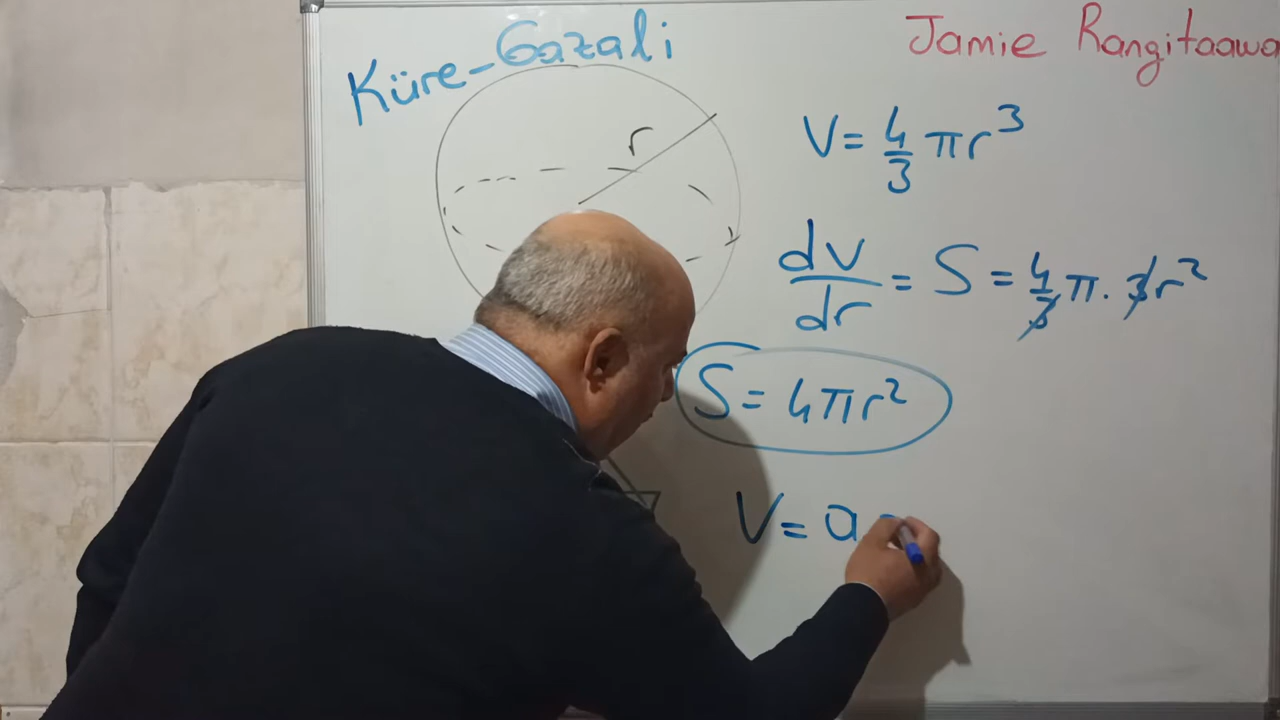 Küre-Gazali
Jamie Rangitaawa
r
V = 4/3 πr³
dV/dr = S = 4/3 π. 3r²
S = 4πr²
V = a